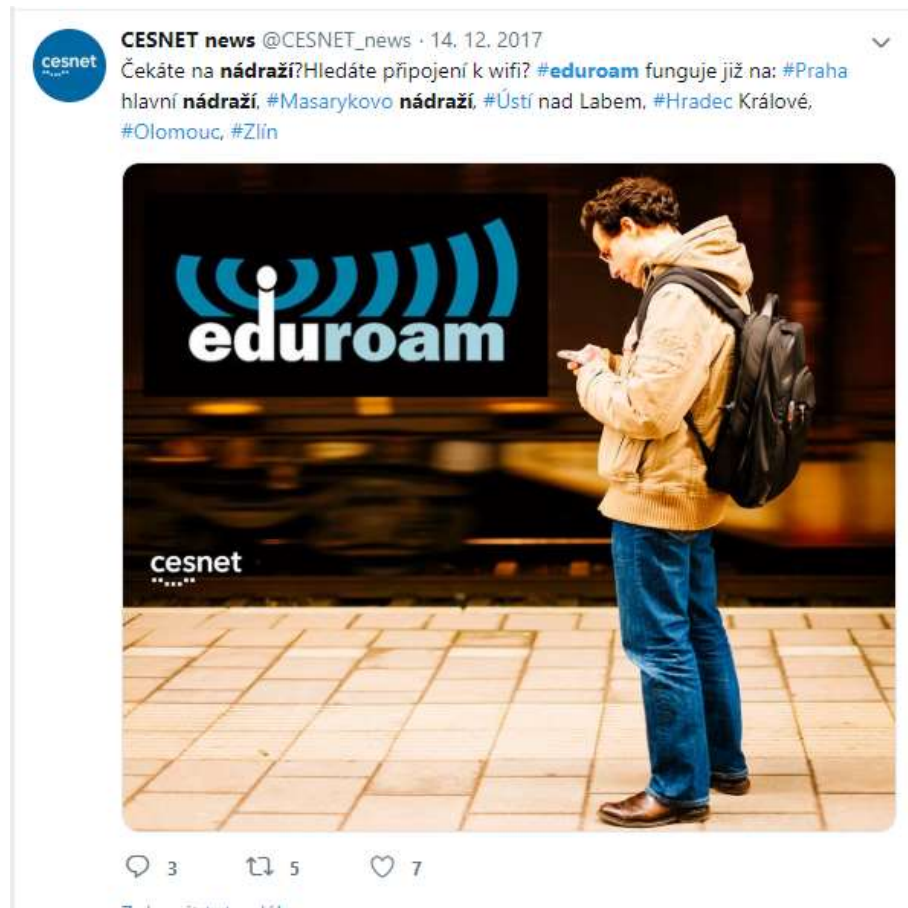 cesnet
CESNET news @CESNET_news · 14. 12. 2017
Čekáte na nádraží?Hledáte připojení k wifi? #eduroam funguje již na: #Praha
hlavní nádraží, #Masarykovo nádraží, #Ústí nad Labem, #Hradec Králové,
#Olomouc, #Zlín
eduroam
cesnet
3 5 7